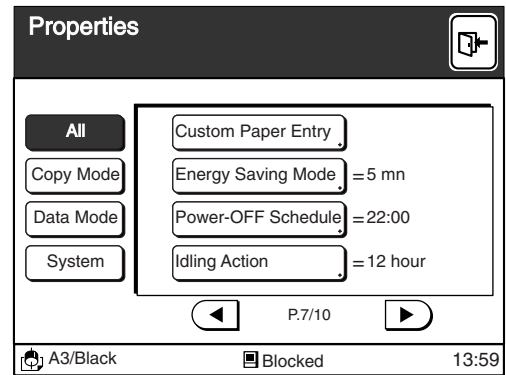 Properties
All
Custom Paper Entry
Copy Mode
Energy Saving Mode =5 mn
Data Mode
Power-OFF Schedule =22:00
System
Idling Action =12 hour
P.7/10
A3/Black Blocked 13:59